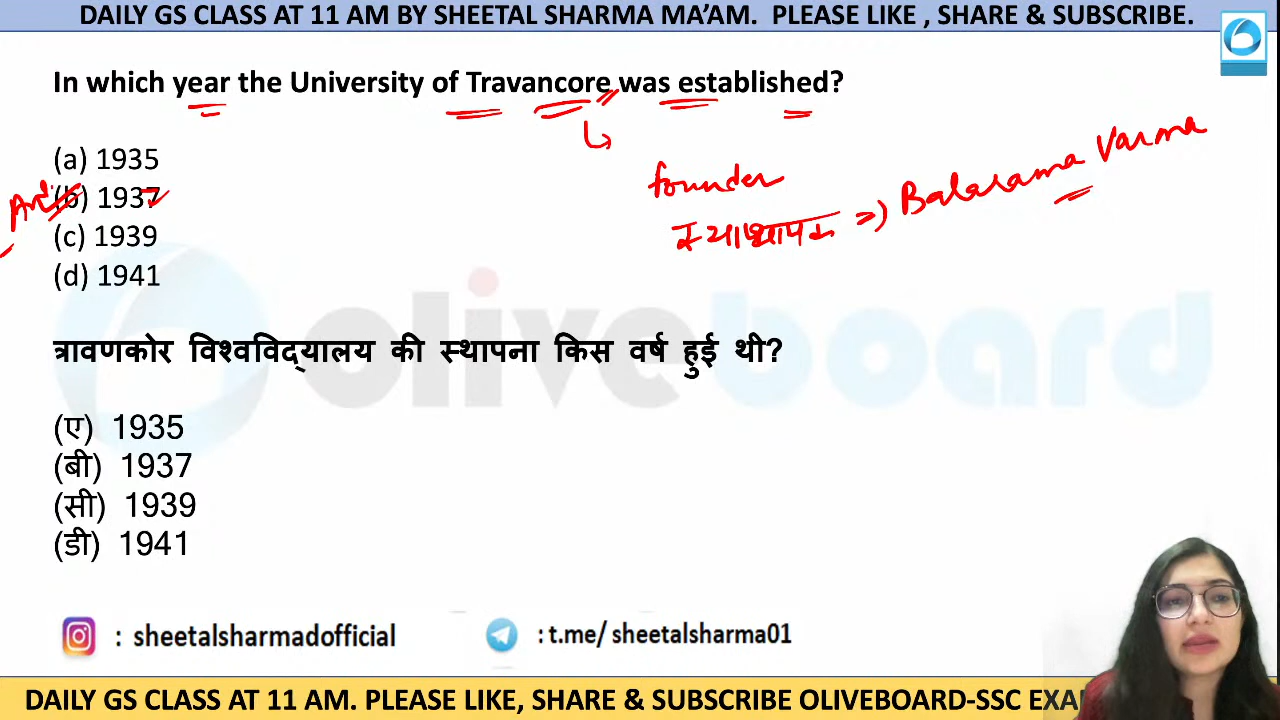 DAILY GS CLASS AT 11 AM BY SHEETAL SHARMA MA’AM. PLEASE LIKE , SHARE & SUBSCRIBE.
In which year the University of Travancore was established?
(a) 1935
(b) 1937
(c) 1939
(d) 1941
Ans
founder
=> Balarama Varma
oliveboard
त्रावणकोर विश्वविद्यालय की स्थापना किस वर्ष हुई थी?
(ए) 1935
(बी) 1937
(सी) 1939
(डी) 1941
: sheetalsharmadofficial
: t.me/ sheetalsharma01
DAILY GS CLASS AT 11 AM. PLEASE LIKE, SHARE & SUBSCRIBE OLIVEBOARD-SSC EXA